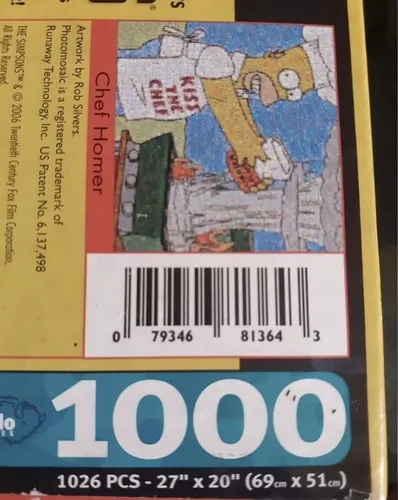 KISS
THE
CHEF
Chef Homer
Artwork by Rob Silvers.
Photomosaic is a registered trademark of
Runaway Technology, Inc. US Patent No. 6,137,498
THE SIMPSONS™ & © 2006 Twentieth Century Fox Film Corporation.
All Rights Reserved.
0 79346 81364 3
1000
1026 PCS - 27" x 20" (69cm x 51cm)